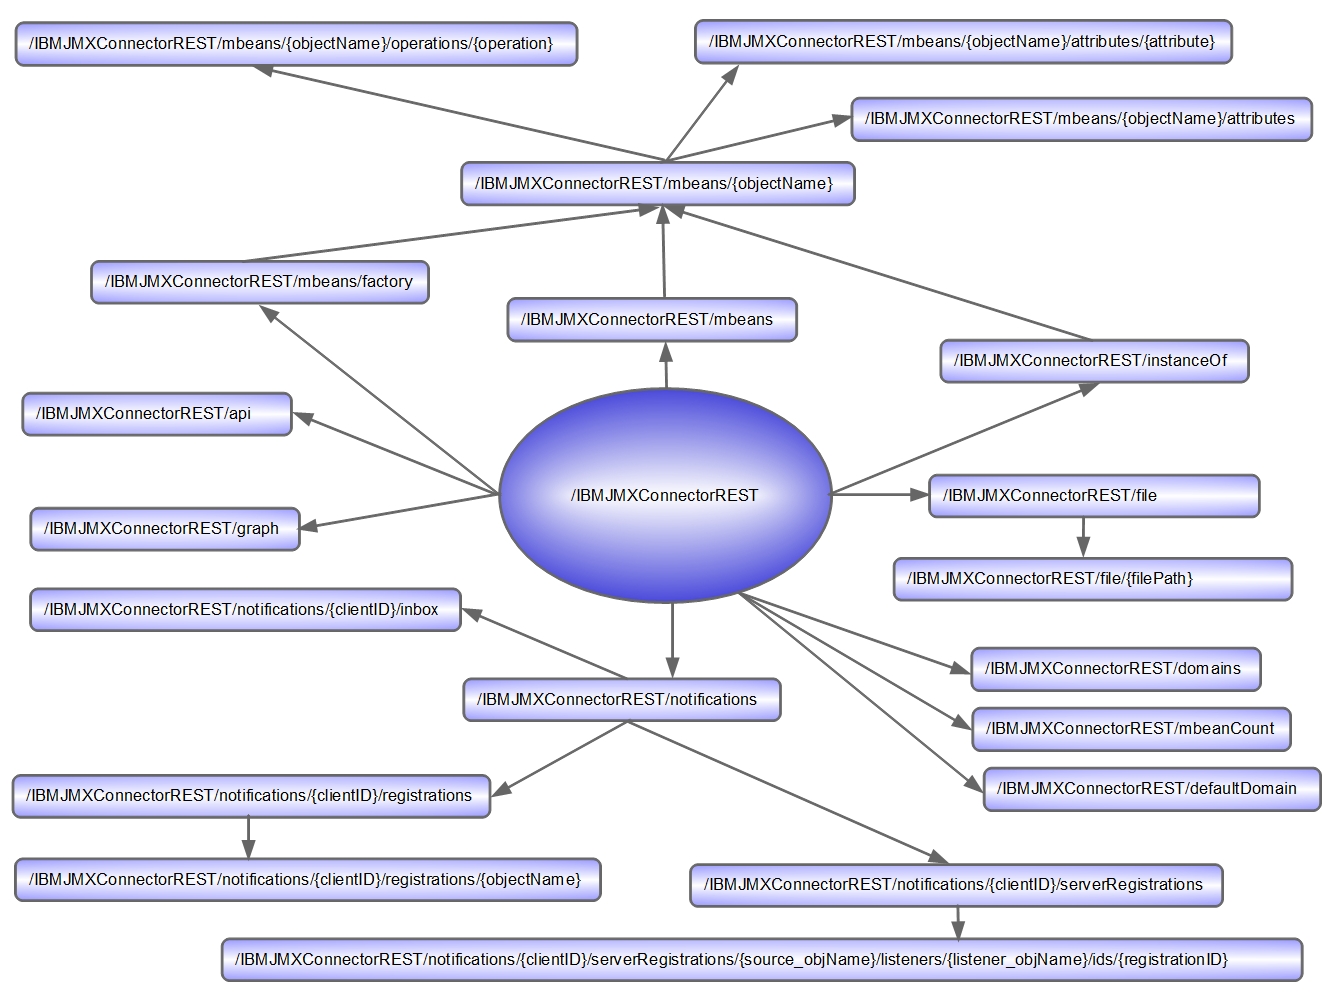 /IBMJMXConnectorREST/mbeans/{objectName}/operations/{operation}
/IBMJMXConnectorREST/mbeans/{objectName}/attributes/{attribute}
/IBMJMXConnectorREST/mbeans/{objectName}/attributes
/IBMJMXConnectorREST/mbeans/{objectName}
/IBMJMXConnectorREST/mbeans/factory
/IBMJMXConnectorREST/mbeans
/IBMJMXConnectorREST/instanceOf
/IBMJMXConnectorREST/api
/IBMJMXConnectorREST
/IBMJMXConnectorREST/file
/IBMJMXConnectorREST/graph
/IBMJMXConnectorREST/file/{filePath}
/IBMJMXConnectorREST/notifications/{clientID}/inbox
/IBMJMXConnectorREST/domains
/IBMJMXConnectorREST/notifications
/IBMJMXConnectorREST/mbeanCount
/IBMJMXConnectorREST/defaultDomain
/IBMJMXConnectorREST/notifications/{clientID}/registrations
/IBMJMXConnectorREST/notifications/{clientID}/registrations/{objectName}
/IBMJMXConnectorREST/notifications/{clientID}/serverRegistrations
/IBMJMXConnectorREST/notifications/{clientID}/serverRegistrations/{source_objName}/listeners/{listener_objName}/ids/{registrationID}